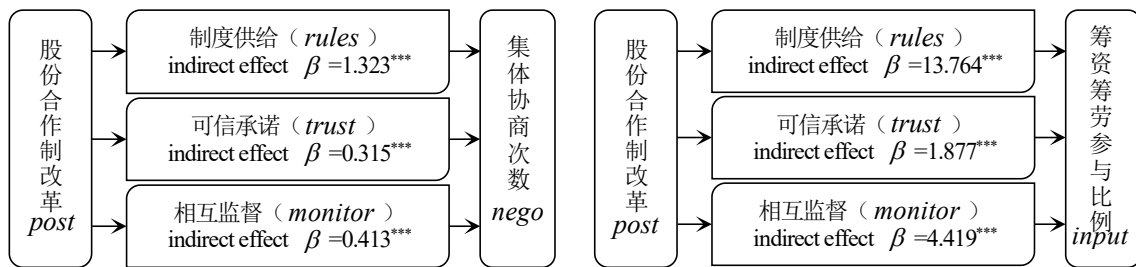 股份合作制改革
post
制度供给（rules）
indirect effect β=1.323***
可信承诺（trust）
indirect effect β=0.315***
相互监督（monitor）
indirect effect β=0.413***
集体协商次数
nego
股份合作制改革
post
制度供给（rules）
indirect effect β=13.764***
可信承诺（trust）
indirect effect β=1.877***
相互监督（monitor）
indirect effect β=4.419***
筹资筹劳参与比例
input